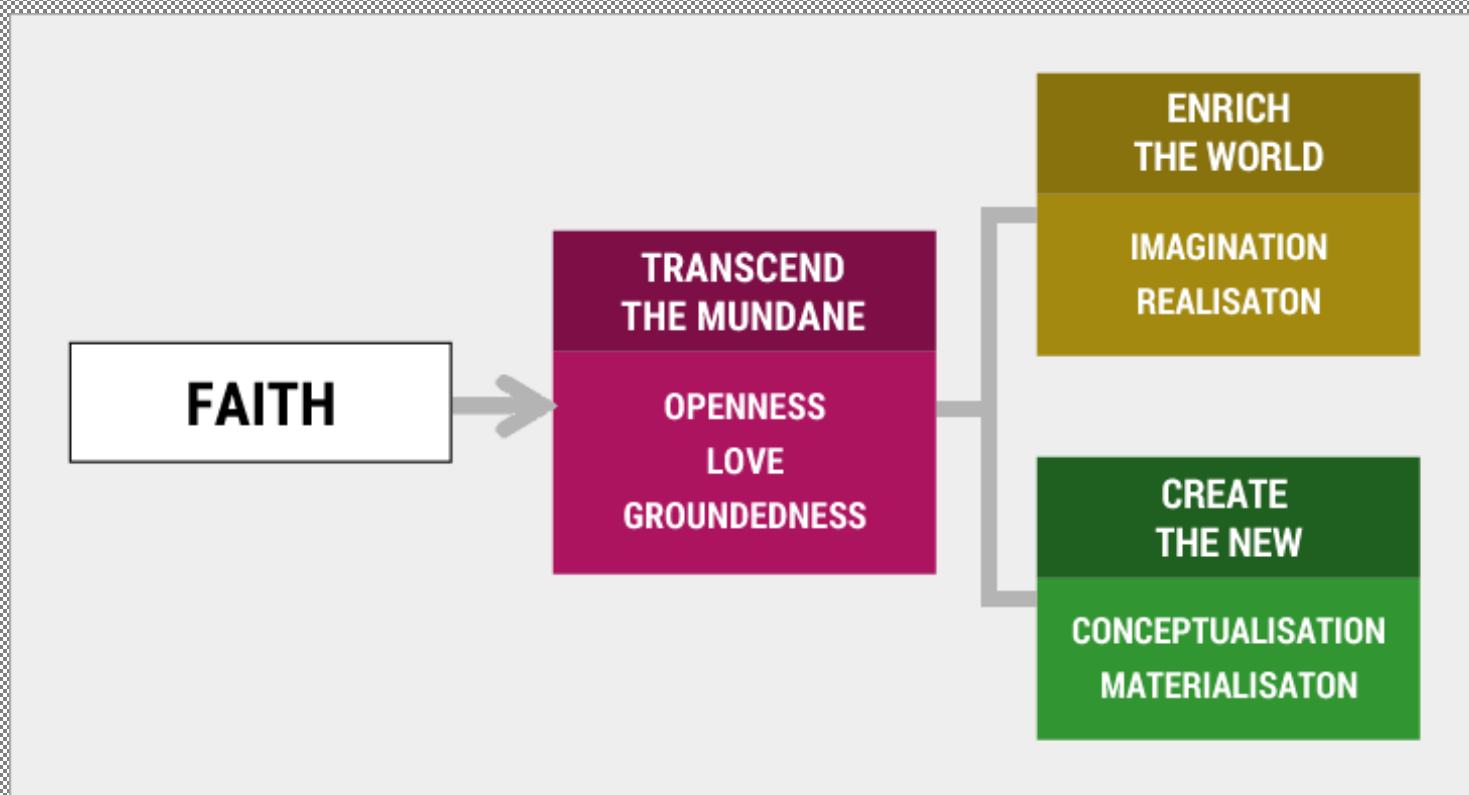 FAITH
TRANSCEND
THE MUNDANE
OPENNESS
LOVE
GROUNDEDNESS
ENRICH
THE WORLD
IMAGINATION
REALISATON
CREATE
THE NEW
CONCEPTUALISATION
MATERIALISATON